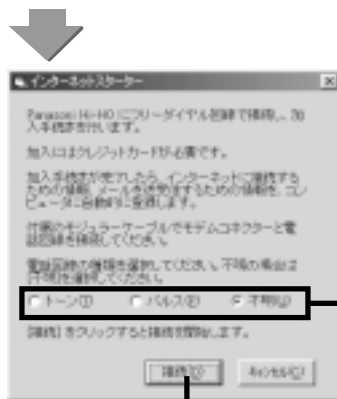 インターネットスターター
Panasonic Hi-HO にフリーダイヤル回線で接続し、加
入手続きを行います。
加入にはクレジットカードが必要です。
加入手続きが完了したら、インターネットに接続する
ための情報、メールを送受信するための情報を、コン
ピュータに自動的に登録します。
付属のモジュラーケーブルでモデムコネクターと電
話回線を接続してください。
電話回線の種類を選択してください。不明の場合は
[不明]を選択してください。
トーン(T) パルス(P) 不明(U)
[接続] をクリックすると接続を開始します。
接続(C) キャンセル(C)